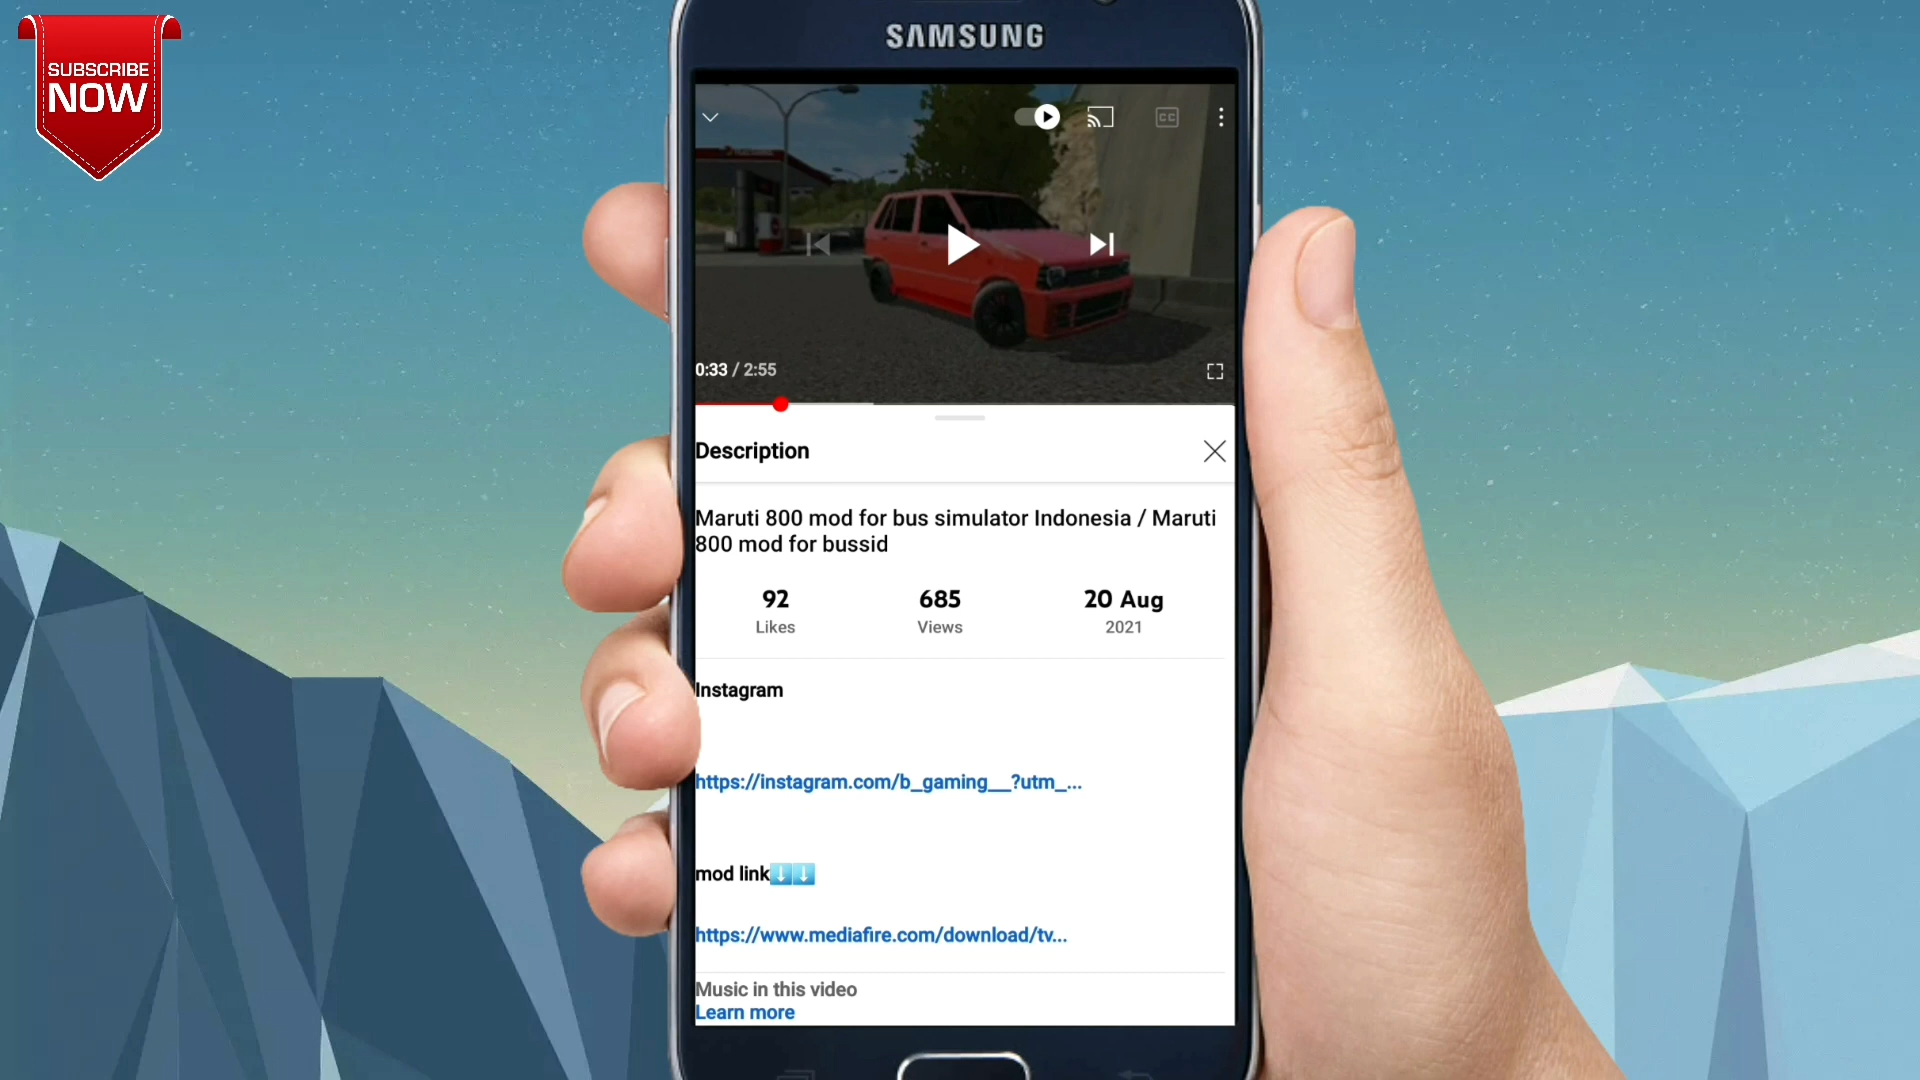 SUBSCRIBE
NOW
SAMSUNG
CC
0:33 / 2:55
Description
Maruti 800 mod for bus simulator Indonesia / Maruti
800 mod for bussid
92
685
20 Aug
Likes
Views
2021
Instagram
https://instagram.com/b_gaming__?utm_...
mod link⬇️⬇️
https://www.mediafire.com/download/tv...
Music in this video
Learn more